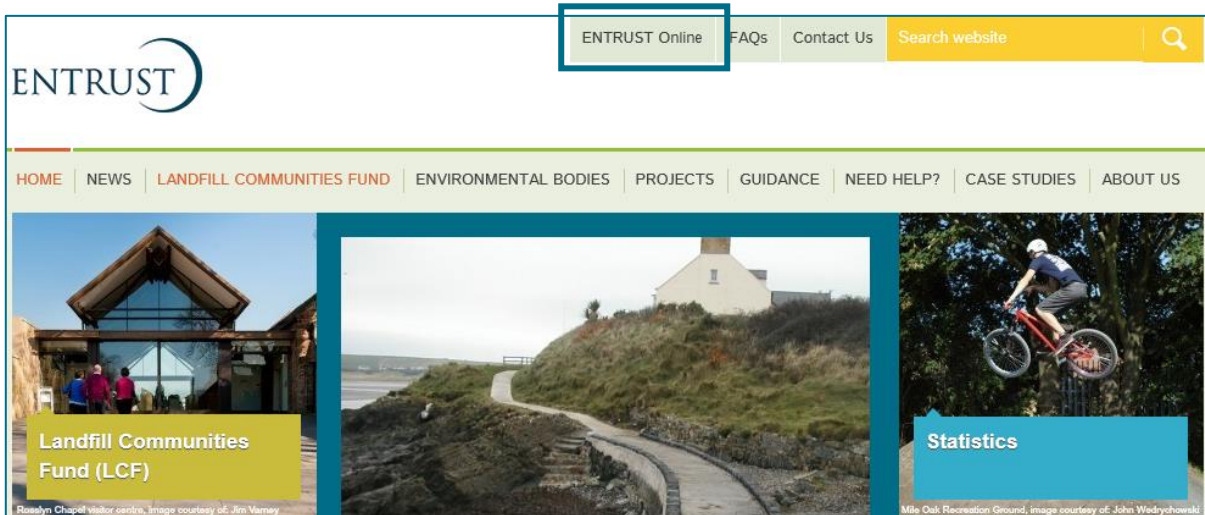 ENTRUST Online FAQs Contact Us Search website
ENTRUST
HOME NEWS LANDFILL COMMUNITIES FUND ENVIRONMENTAL BODIES PROJECTS GUIDANCE NEED HELP? CASE STUDIES ABOUT US
Landfill Communities
Fund (LCF)
Rosslyn Chapel visitor centre, image courtesy of: Jim Varney
Statistics
Mile Oak Recreation Ground, image courtesy of: John Wedrychowski